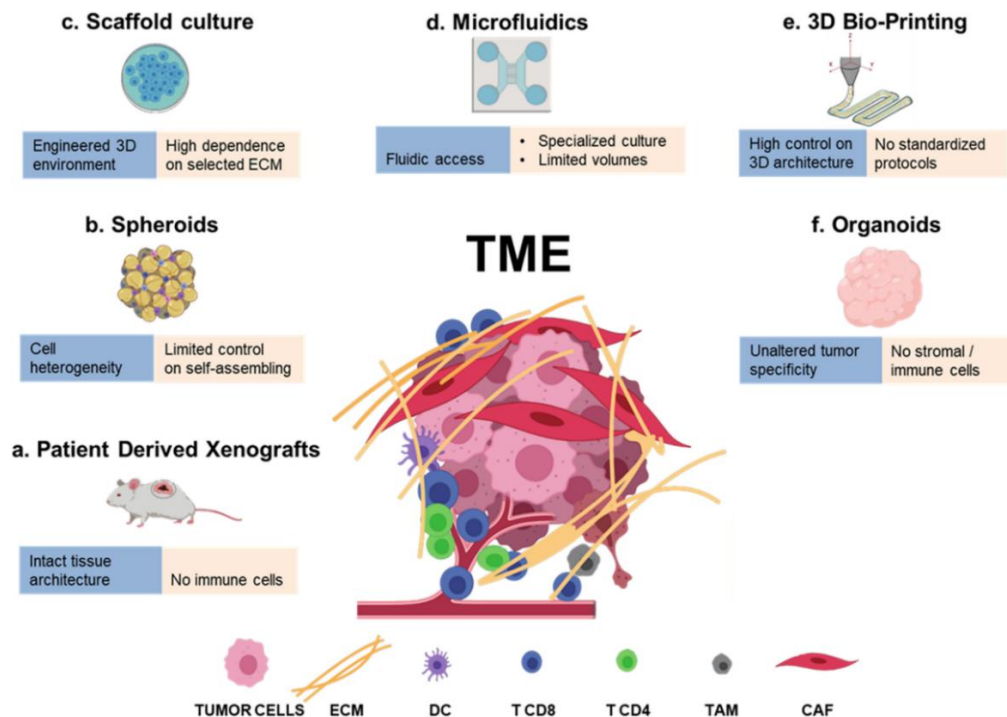 c. Scaffold culture
Engineered 3D
environment
High dependence
on selected ECM
d. Microfluidics
Fluidic access
• Specialized culture
• Limited volumes
e. 3D Bio-Printing
Z
X
Y
High control on
3D architecture
No standardized
protocols
b. Spheroids
Cell
heterogeneity
Limited control
on self-assembling
TME
f. Organoids
Unaltered tumor
specificity
No stromal /
immune cells
a. Patient Derived Xenografts
Intact tissue
architecture
No immune cells
TUMOR CELLS
ECM
DC
T CD8
T CD4
TAM
CAF